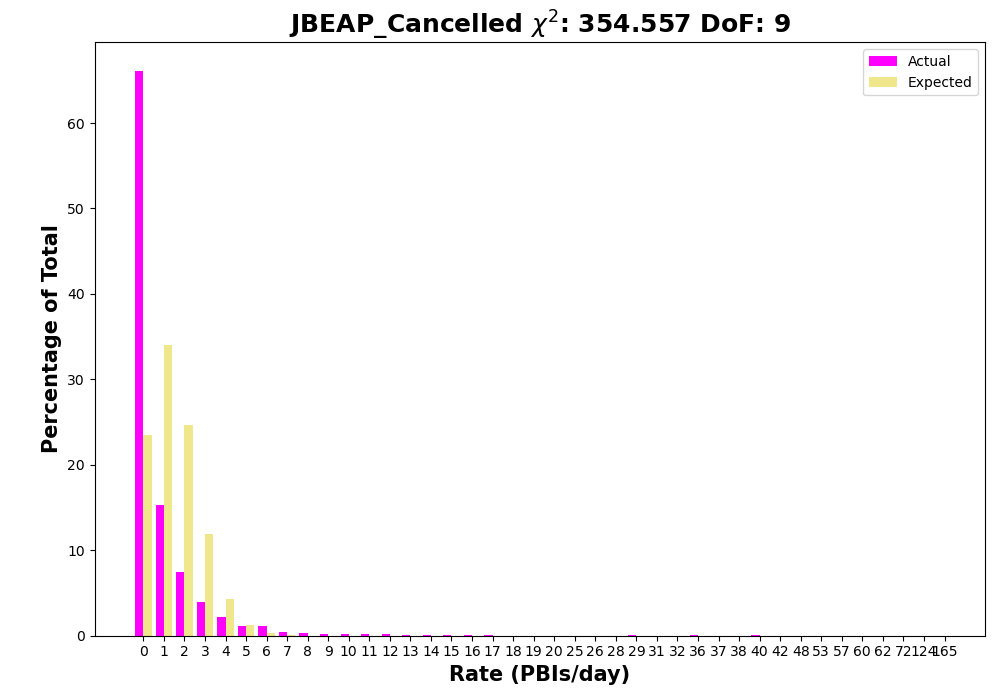 JBEAP_Cancelled χ²: 354.557 DoF: 9
Actual
Expected
Percentage of Total
60
50
40
30
20
10
0
0 1 2 3 4 5 6 7 8 9 10 11 12 13 14 15 16 17 18 19 20 25 26 28 29 31 32 36 37 38 40 42 48 53 57 60 62 72 124 165
Rate (PBIs/day)